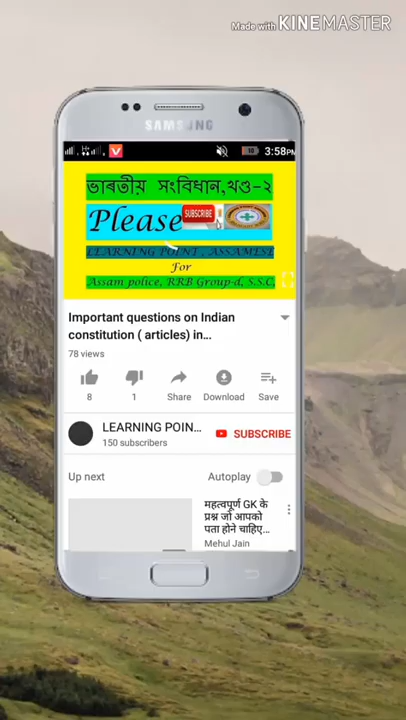 Made with KINEMASTER
SAMSUNG
3:58PM
ভাৰতীয় সংবিধান,খণ্ড-২
Please SUBSCRIBE
LEARNING POINT , ASSAMESE
For
Assam police, RRB Group-d, S.S.C.
Important questions on Indian
constitution ( articles) in...
78 views
8
1
Share
Download
Save
LEARNING POIN...
150 subscribers
SUBSCRIBE
Up next
Autoplay
महत्वपूर्ण GK के
प्रश्न जो आपको
पता होने चाहिए...
Mehul Jain